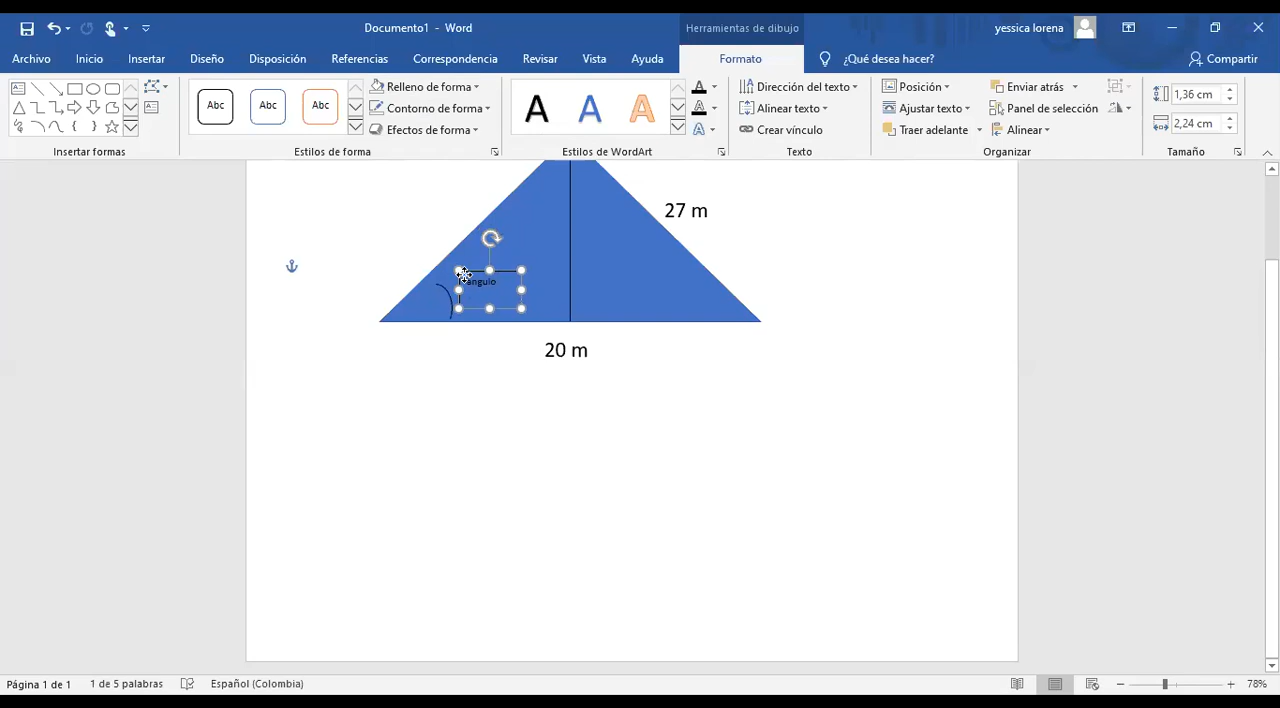 Documento1 - Word
Herramientas de dibujo
yessica lorena
Archivo
Inicio
Insertar
Diseño
Disposición
Referencias
Correspondencia
Revisar
Vista
Ayuda
Formato
¿Qué desea hacer?
Compartir
Abc
Abc
Abc
Relleno de forma
Contorno de forma
Efectos de forma
A A A
Dirección del texto
Alinear texto
Crear vínculo
Posición
Ajustar texto
Traer adelante
Enviar atrás
Panel de selección
Alinear
1,36 cm
2,24 cm
Insertar formas
Estilos de forma
Estilos de WordArt
Texto
Organizar
Tamaño
27 m
20 m
Página 1 de 1
1 de 5 palabras
Español (Colombia)
78%